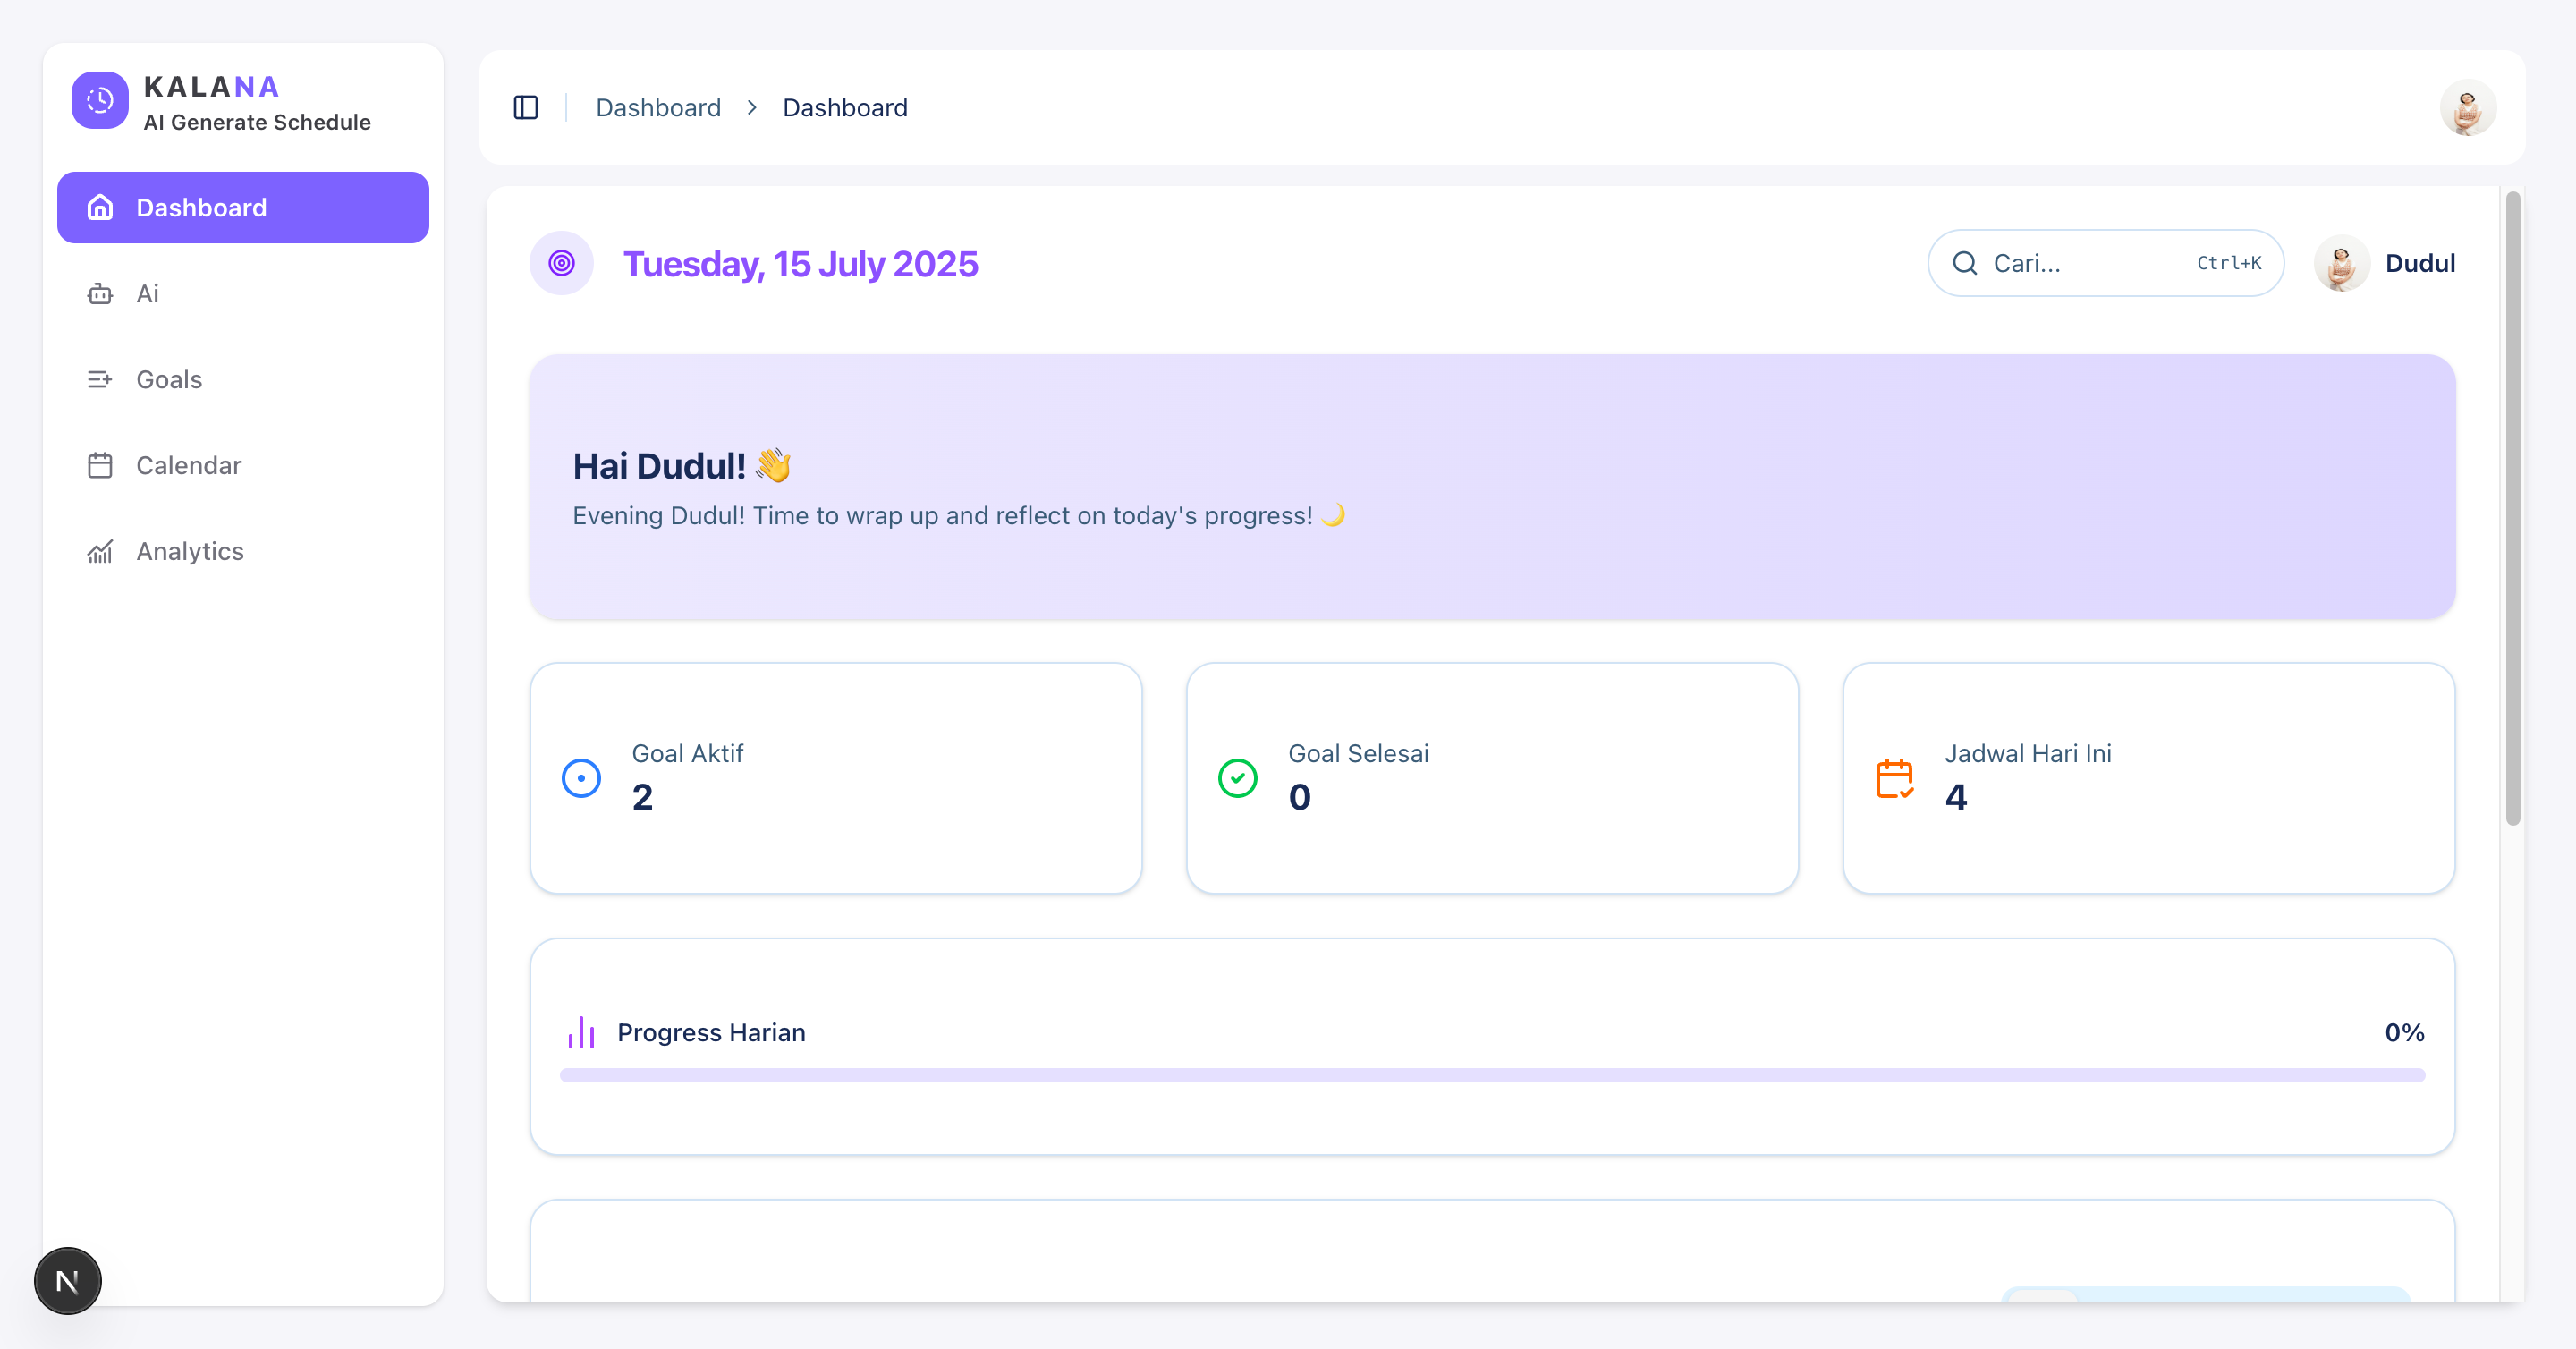 KALANA
AI Generate Schedule
Dashboard
Ai
Goals
Calendar
Analytics
N
Dashboard > Dashboard
Tuesday, 15 July 2025
Cari...
Ctrl+K
Dudul
Hai Dudul! 👋
Evening Dudul! Time to wrap up and reflect on today's progress! 🌙
Goal Aktif
2
Goal Selesai
0
Jadwal Hari Ini
4
Progress Harian
0%